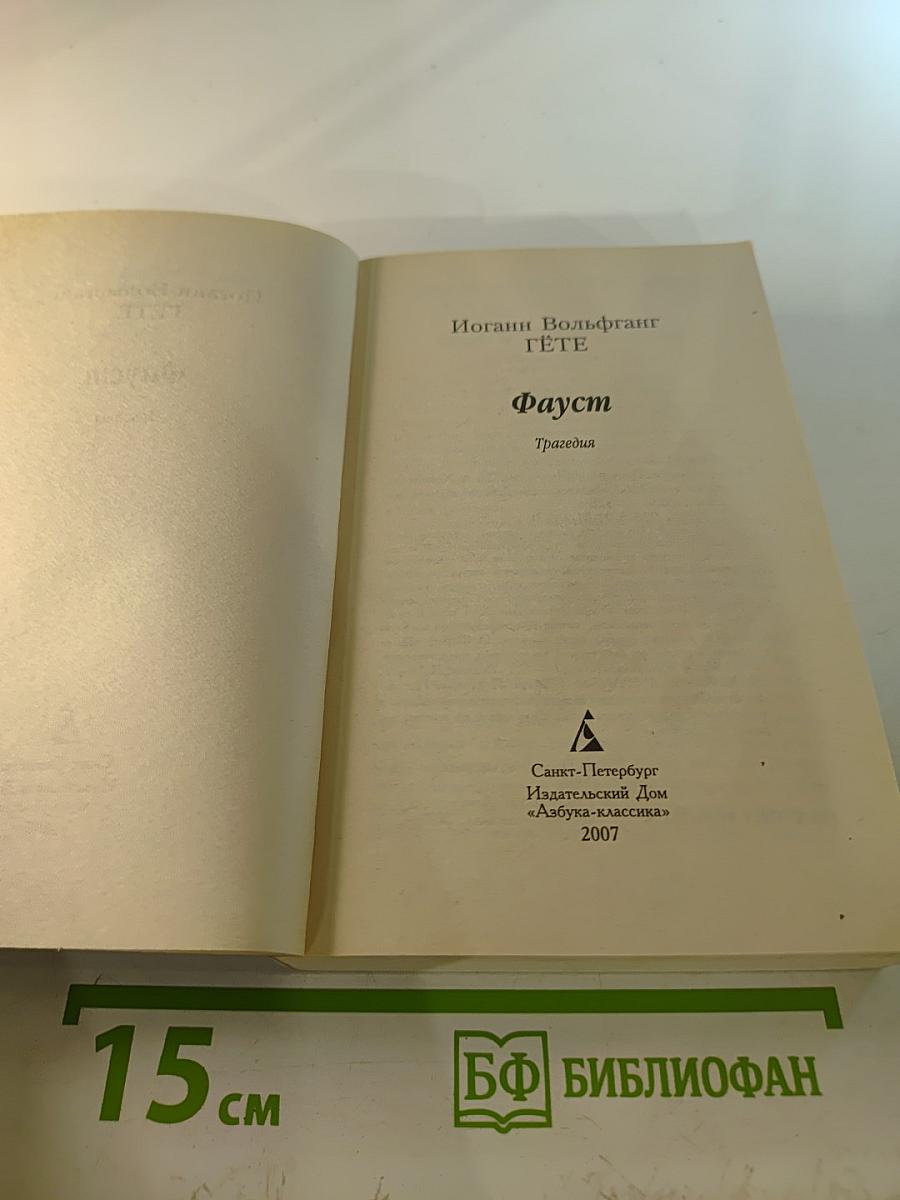 Иоганн Вольфганг
ГЁТЕ
Фауст
Трагедия
Санкт-Петербург
Издательский Дом
«Азбука-классика»
2007
15 см
БФ БИБЛИОФАН